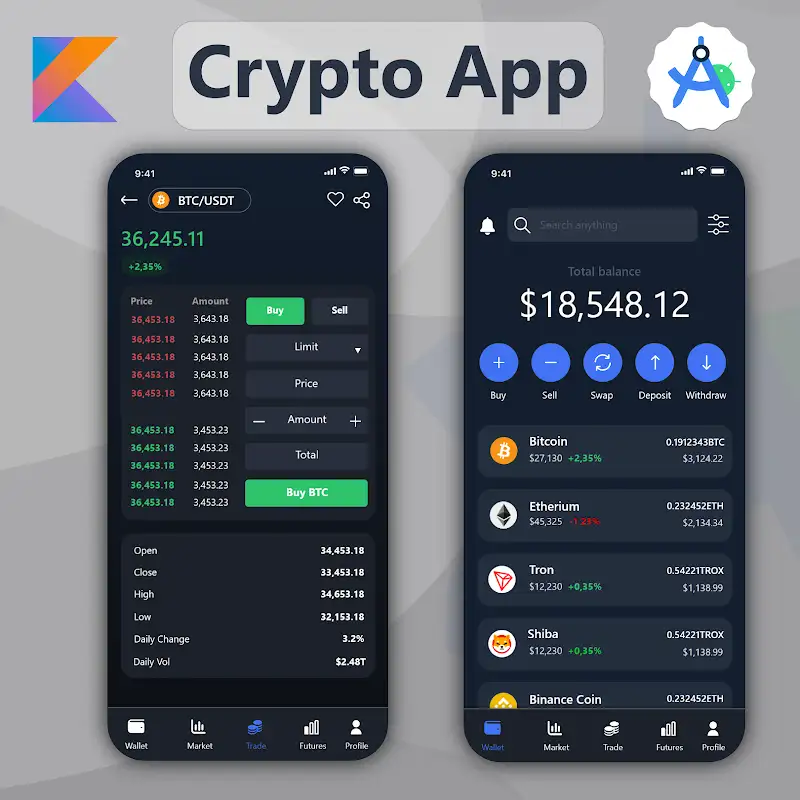 Crypto App
9:41
BTC/USDT
36,245.11
+2,35%
Price Amount
36,453.18 3,643.18
36,453.18 3,643.18
36,453.18 3,643.18
36,453.18 3,643.18
36,453.18 3,643.18
36,453.18 3,453.23
36,453.18 3,453.23
36,453.18 3,453.23
36,453.18 3,453.23
36,453.18 3,453.23
Buy Sell
Limit
Price
— Amount +
Total
Buy BTC
Open 34,453.18
Close 33,453.18
High 34,653.18
Low 32,153.18
Daily Change 3.2%
Daily Vol $2.48T
Wallet Market Trade Futures Profile
9:41
Search anything
Total balance
$18,548.12
Buy Sell Swap Deposit Withdraw
Bitcoin 0.1912343BTC
$27,130 +2,35% $3,124.22
Etherium 0.232452ETH
$45,325 -1.23% $2,134.34
Tron 0.54221TROX
$12,230 +0,35% $1,138.99
Shiba 0.54221TROX
$12,230 +0,35% $1,138.99
Binance Coin 0.232452ETH
Wallet Market Trade Futures Profile